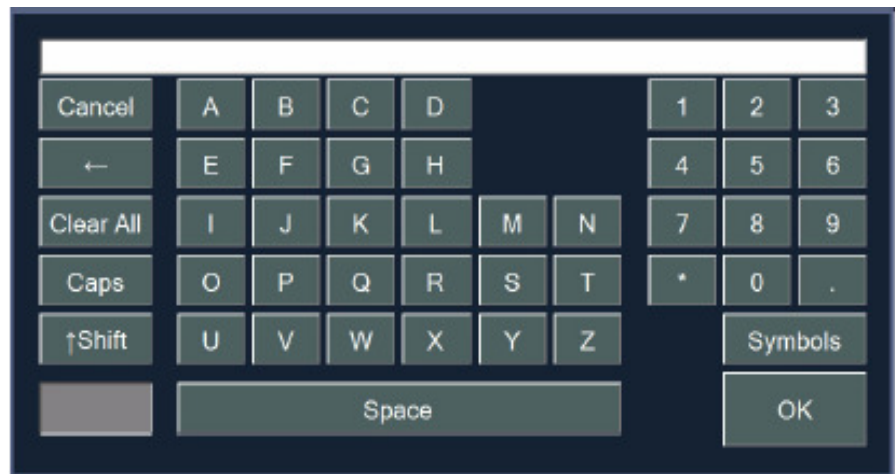 Cancel A B C D 1 2 3
← E F G H 4 5 6
Clear All I J K L M N 7 8 9
Caps O P Q R S T * 0 .
↑Shift U V W X Y Z Symbols
Space OK